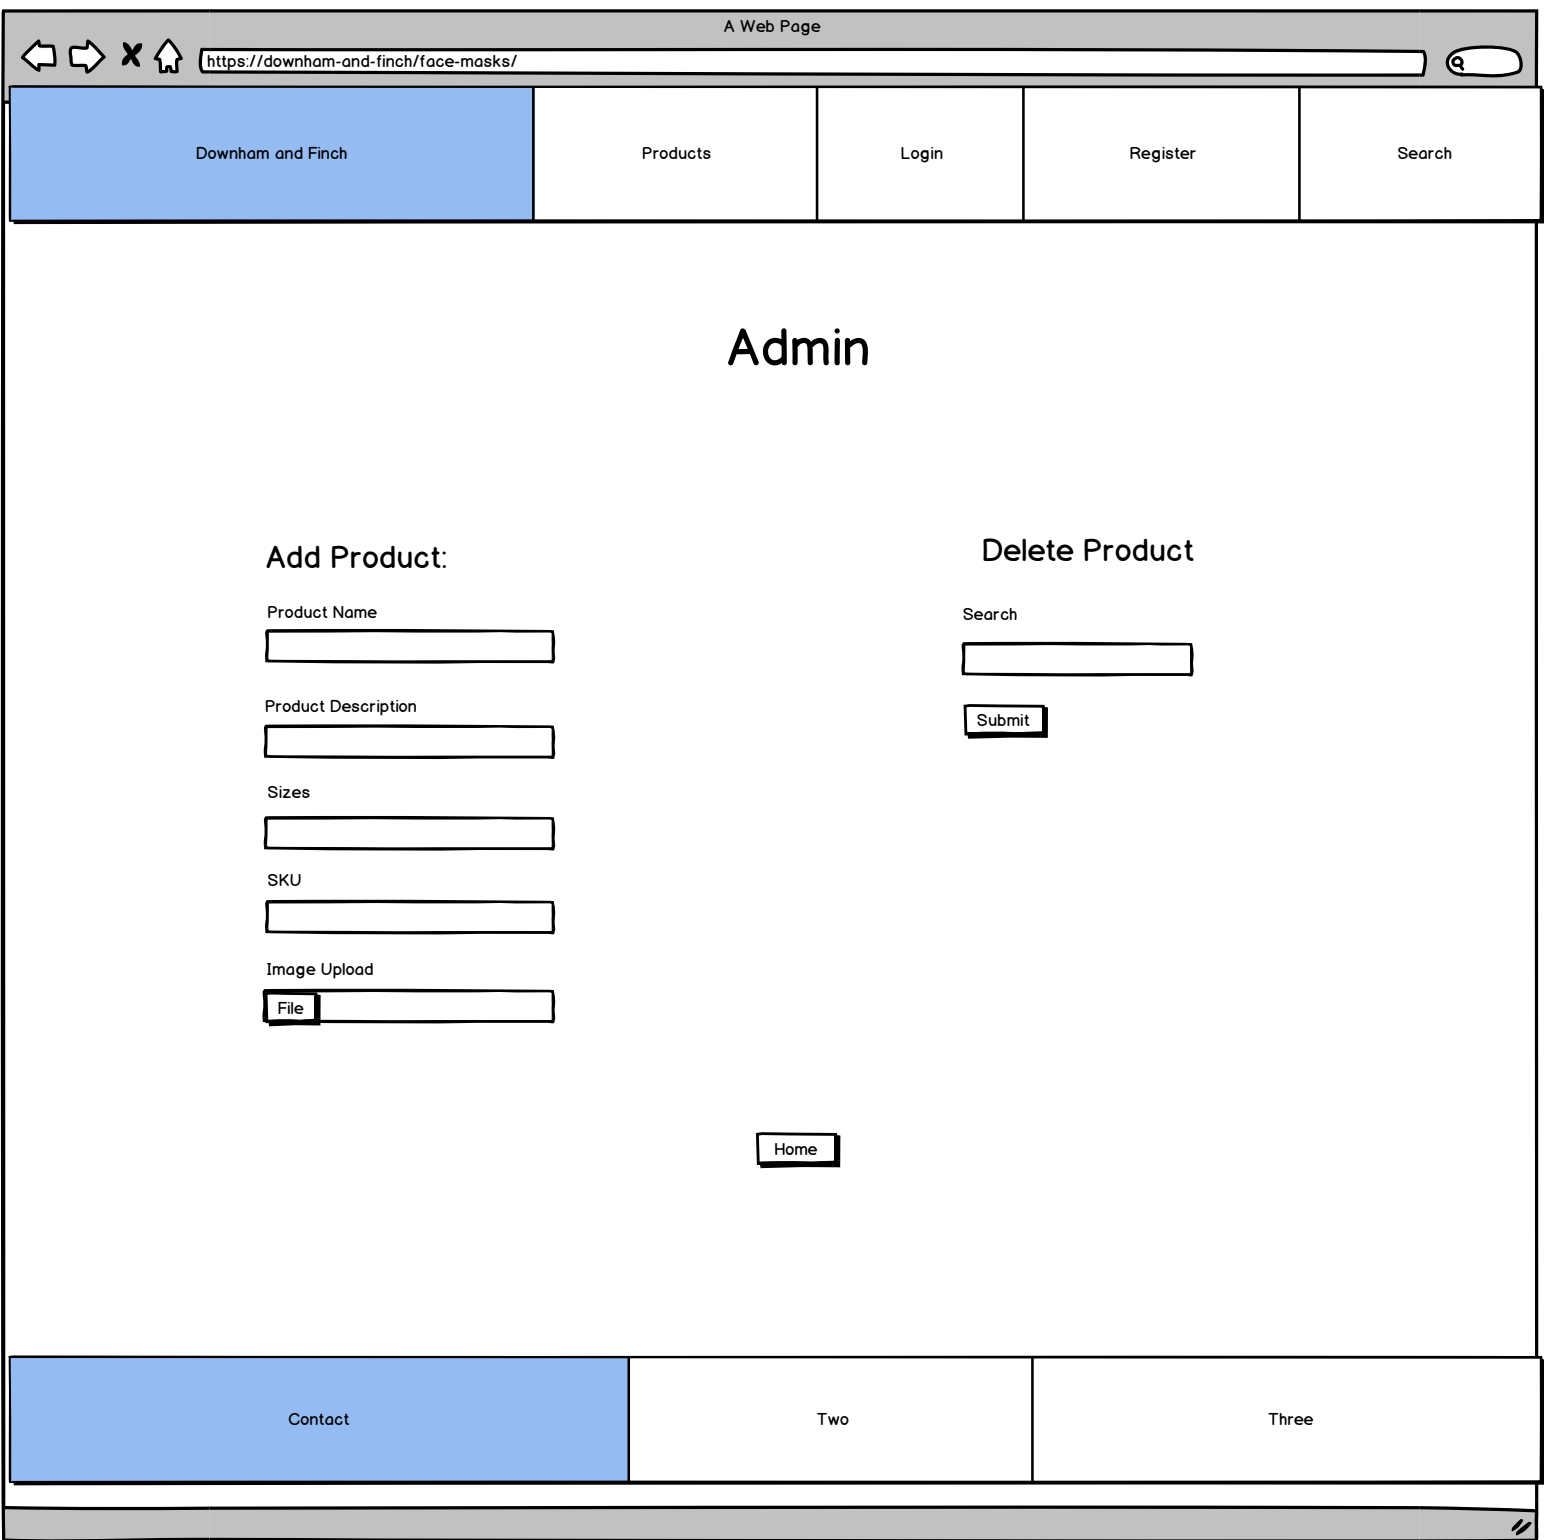 A Web Page
https://downham-and-finch/face-masks/
Downham and Finch
Products
Login
Register
Search
Admin
Add Product:
Product Name
Product Description
Sizes
SKU
Image Upload
File
Delete Product
Search
Submit
Home
Contact
Two
Three